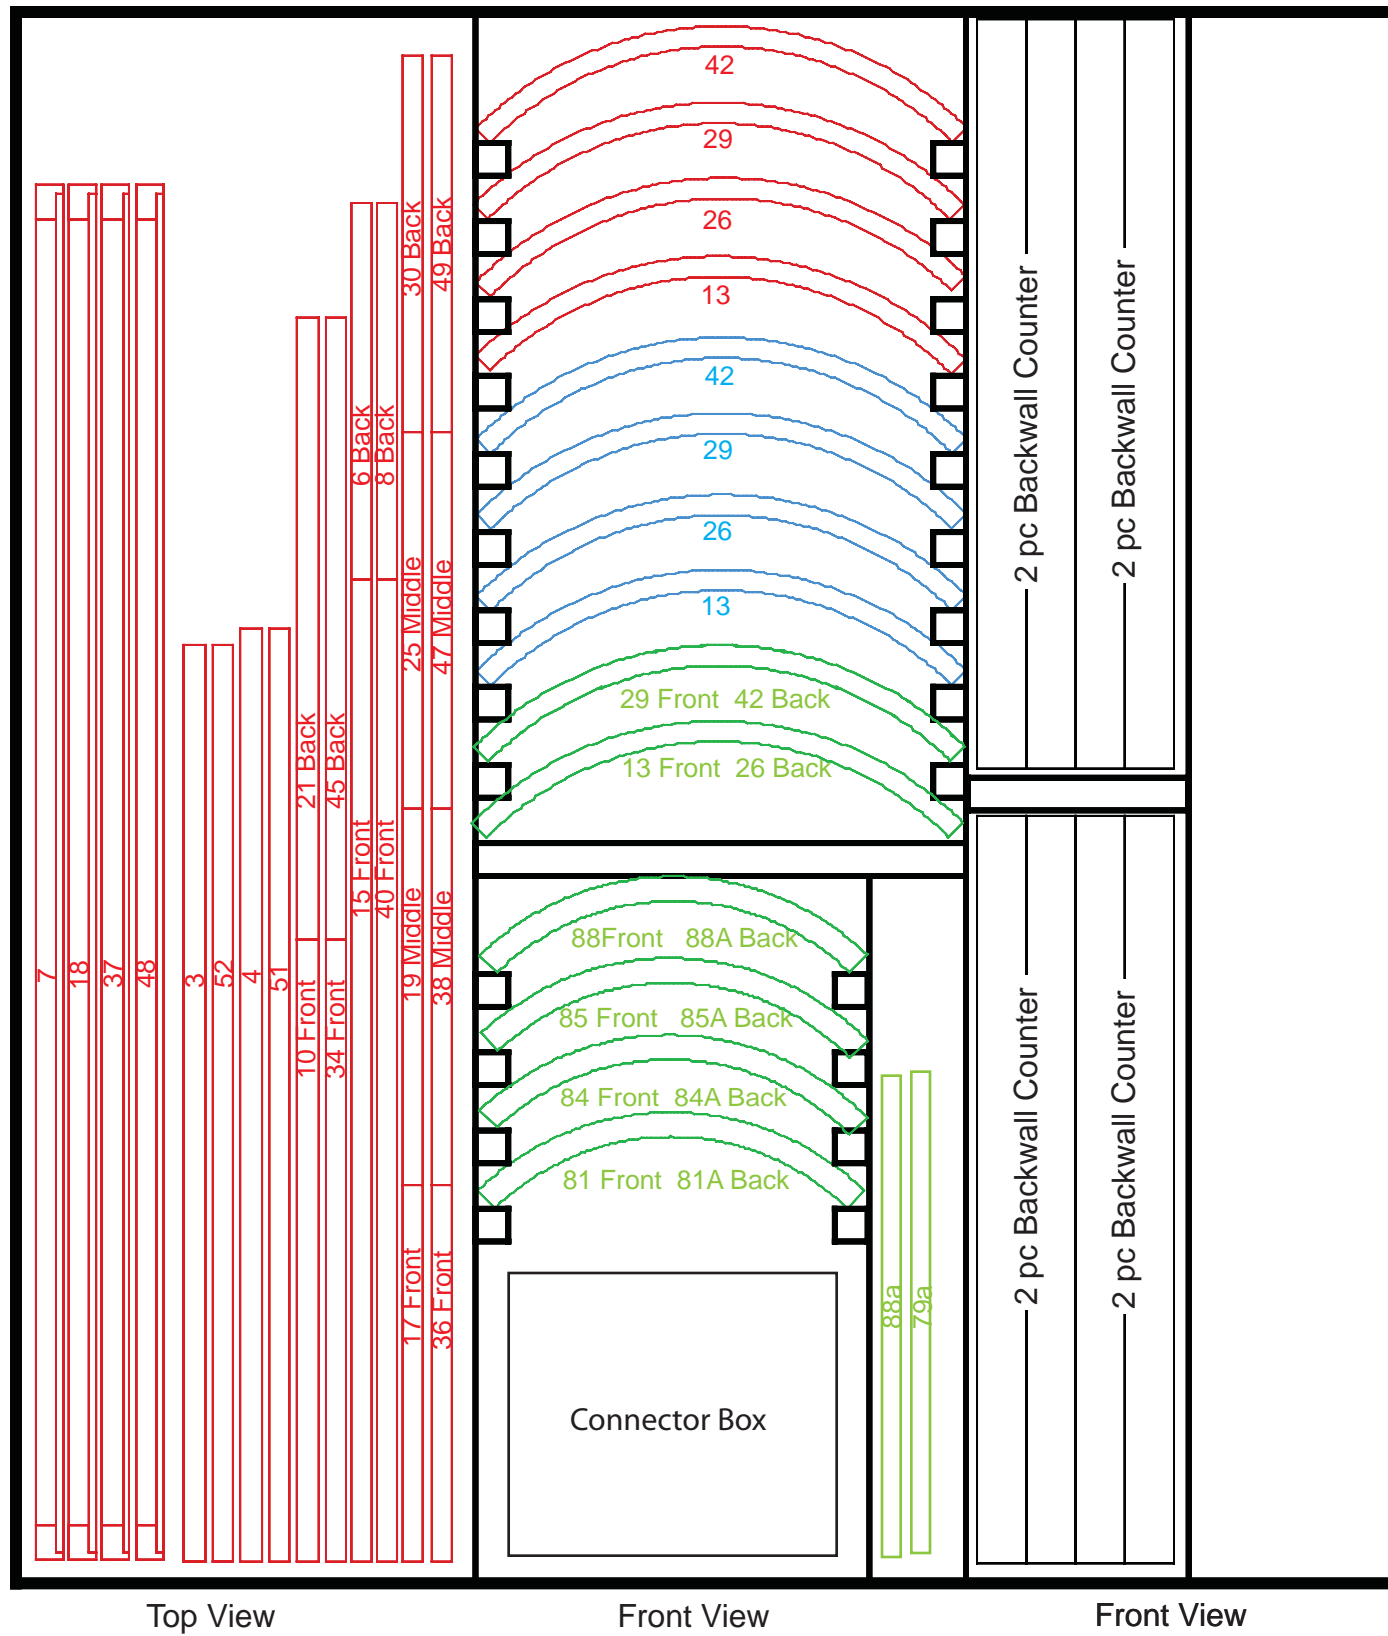 7
18
37
48
3
52
4
51
21 Back
10 Front
45 Back
34 Front
6 Back
15 Front
8 Back
40 Front
30 Back
25 Middle
19 Middle
17 Front
49 Back
47 Middle
38 Middle
36 Front
42
29
26
13
42
29
26
13
29 Front 42 Back
13 Front 26 Back
88Front 88A Back
85 Front 85A Back
84 Front 84A Back
81 Front 81A Back
Connector Box
88a
79a
2 pc Backwall Counter
2 pc Backwall Counter
2 pc Backwall Counter
2 pc Backwall Counter
Top View
Front View
Front View